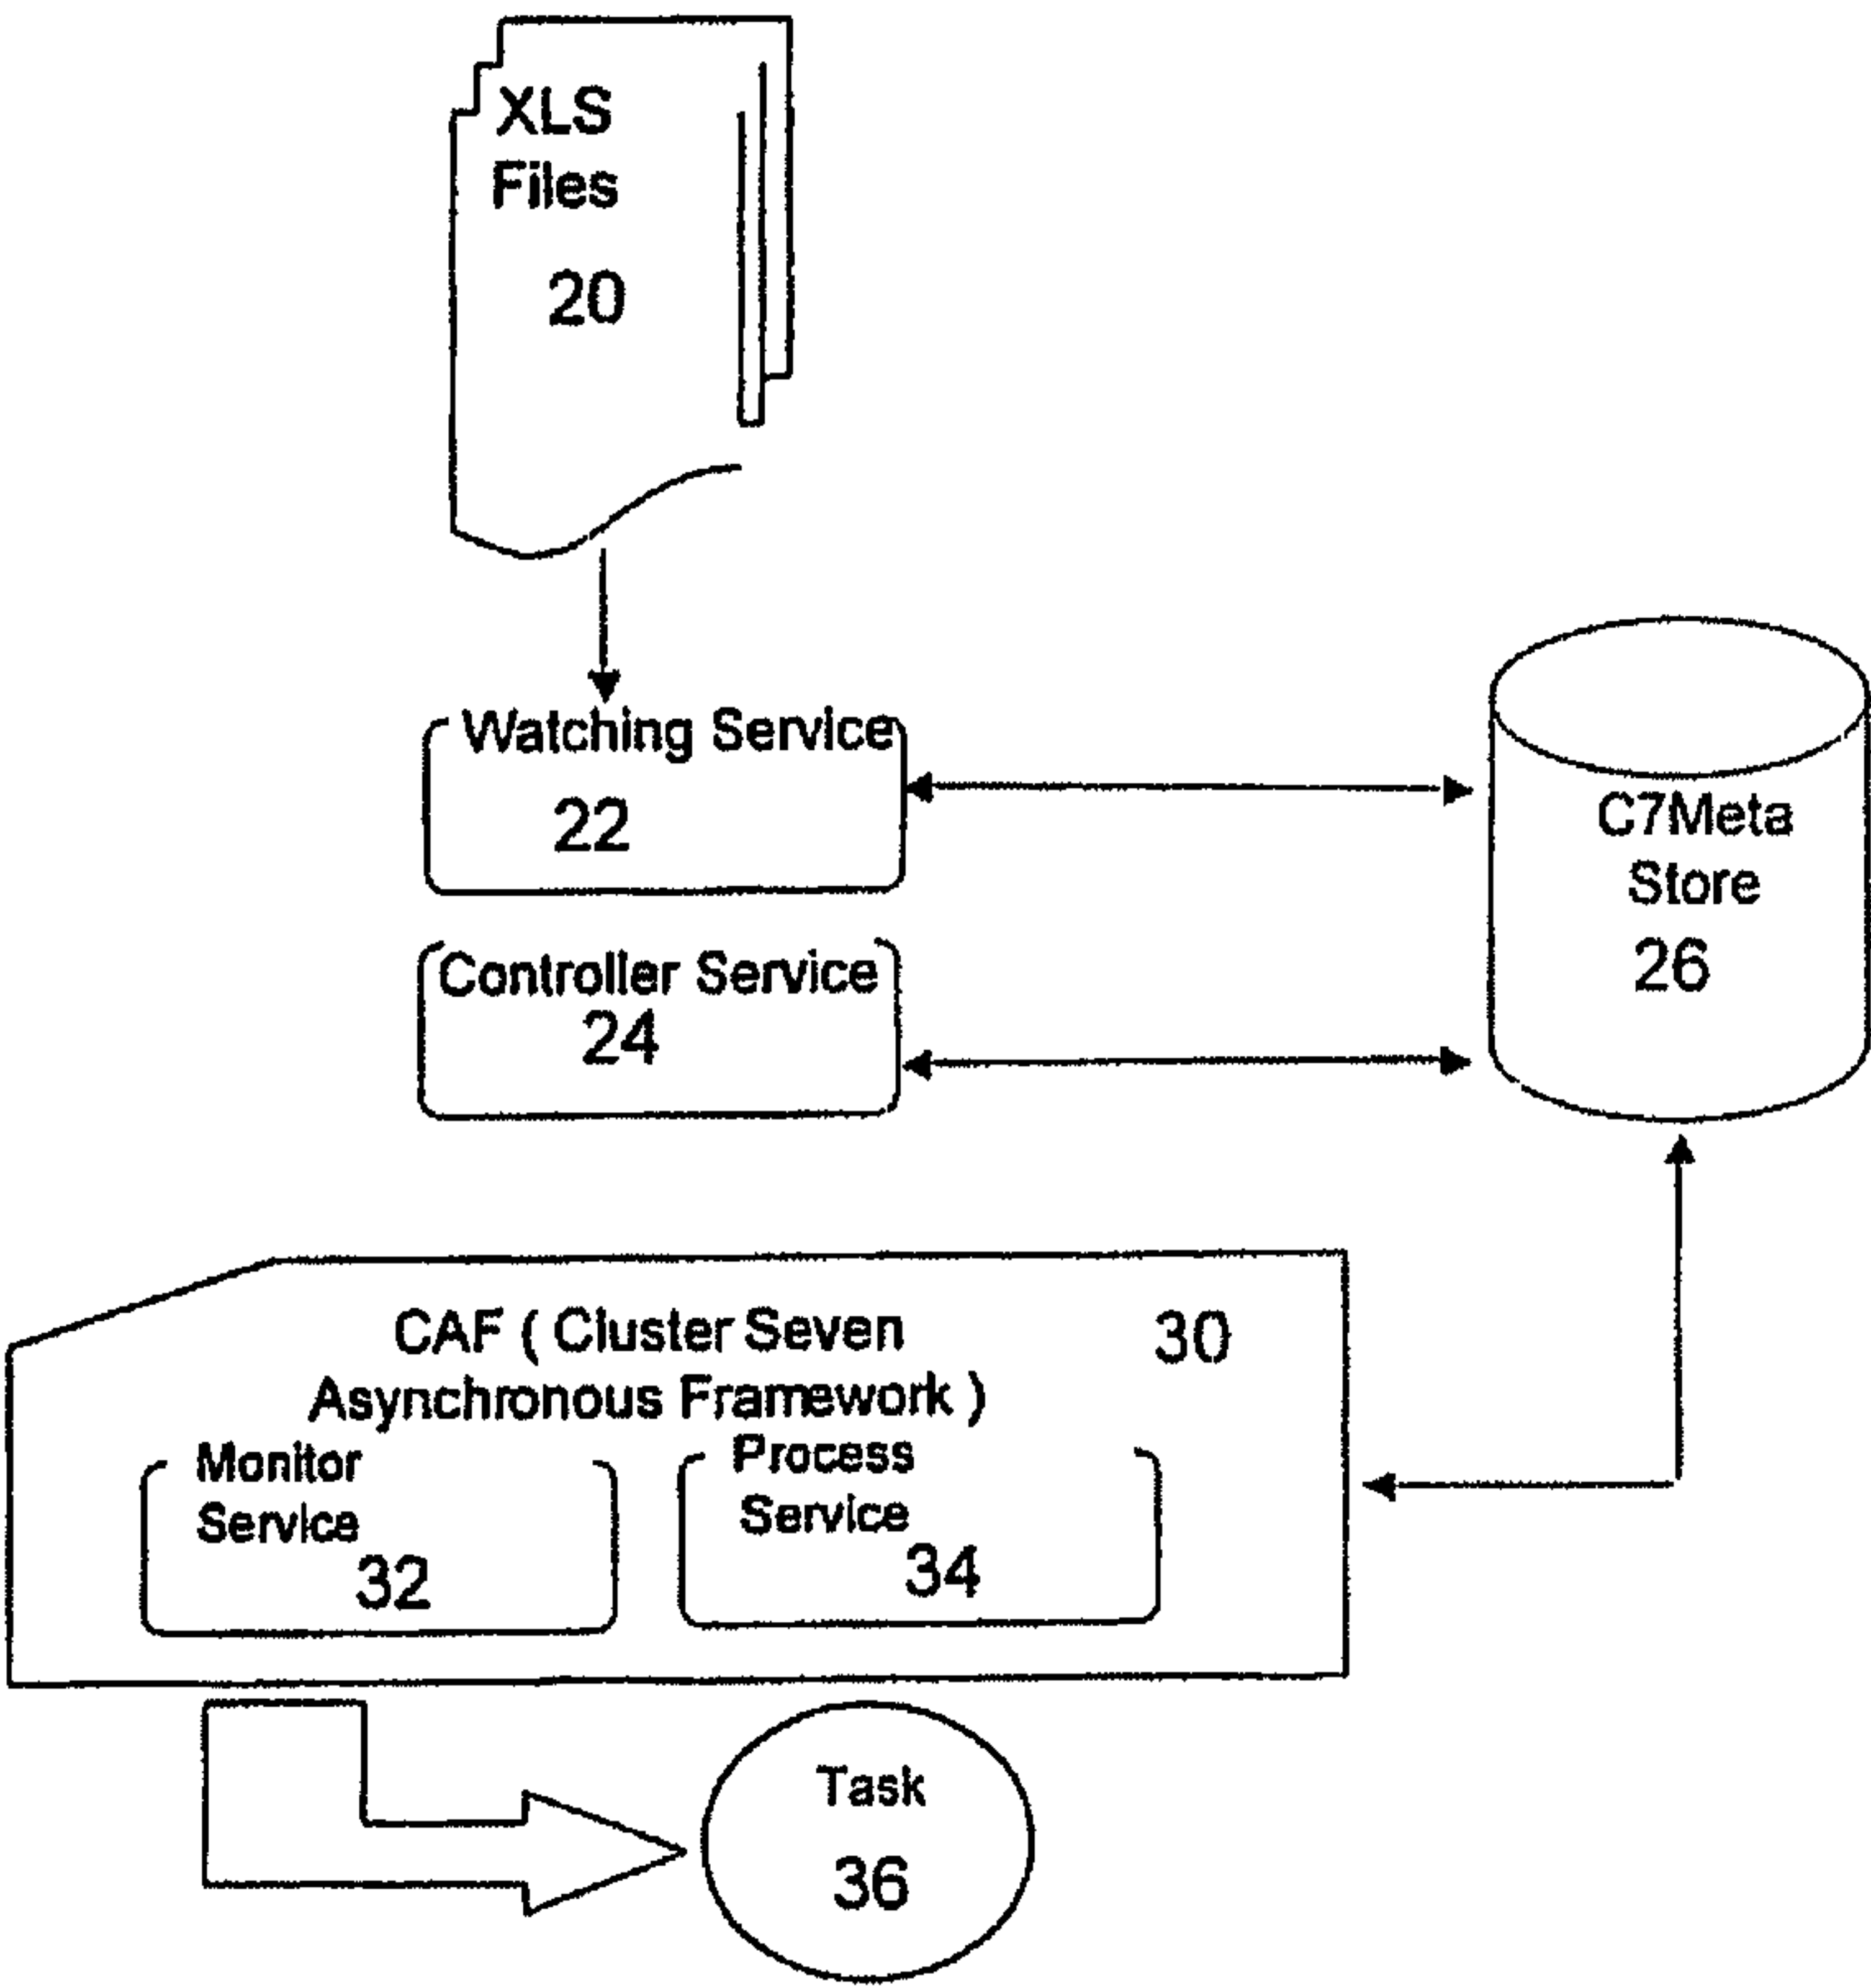 XLS
Files
20
Watching Service
22
C7Meta
Store
26
Controller Service
24
CAF ( Cluster Seven
Asynchronous Framework )
30
Monitor
Service
32
Process
Service
34
Task
36